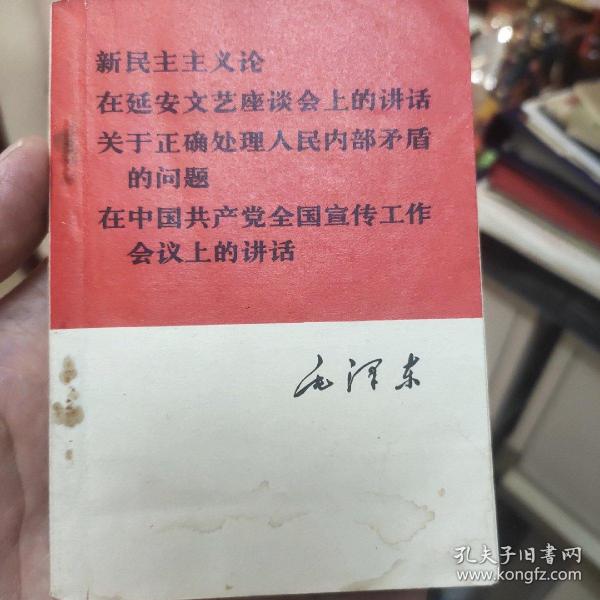 新民主主义论
在延安文艺座谈会上的讲话
关于正确处理人民内部矛盾
的问题
在中国共产党全国宣传工作
会议上的讲话
毛泽东
孔夫子旧书网
www.kongfz.com